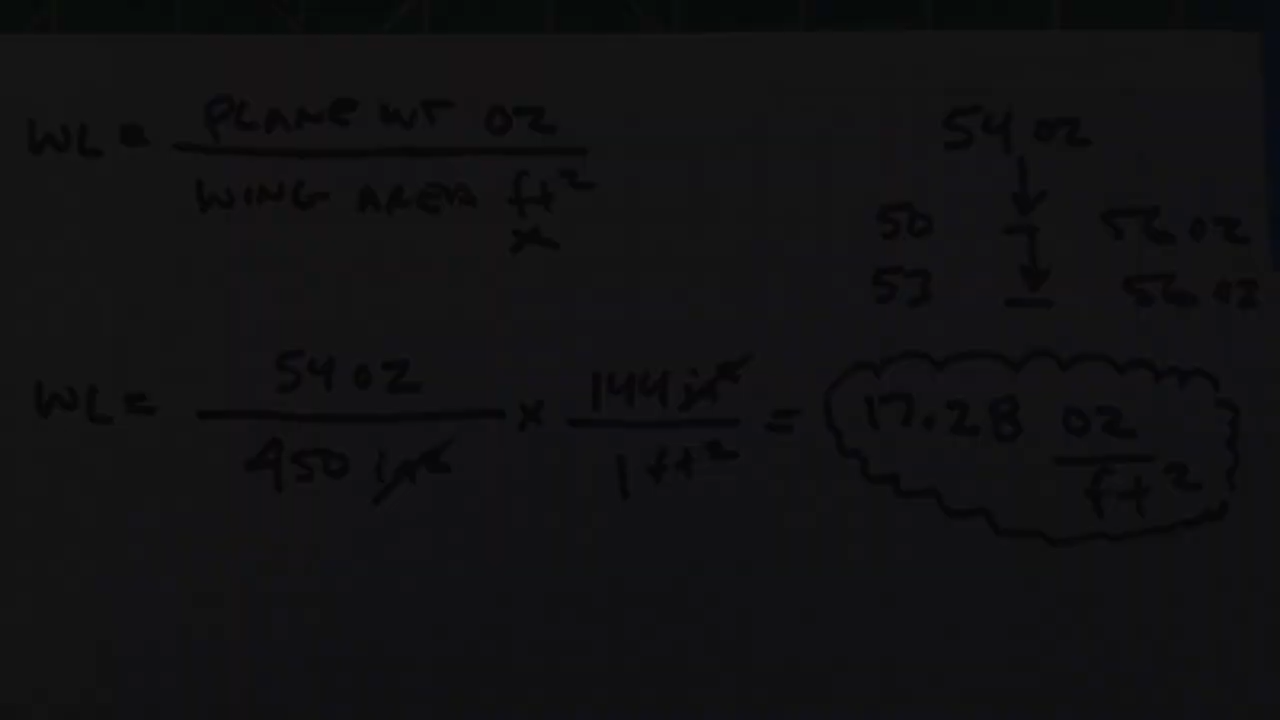 WL = PLANE WT OZ
WING AREA ft²
x
54 oz
50 56 oz
53 56 oz
WL = 54 oz x 144 in² = 17.28 oz
450 in² 1 ft² ft²